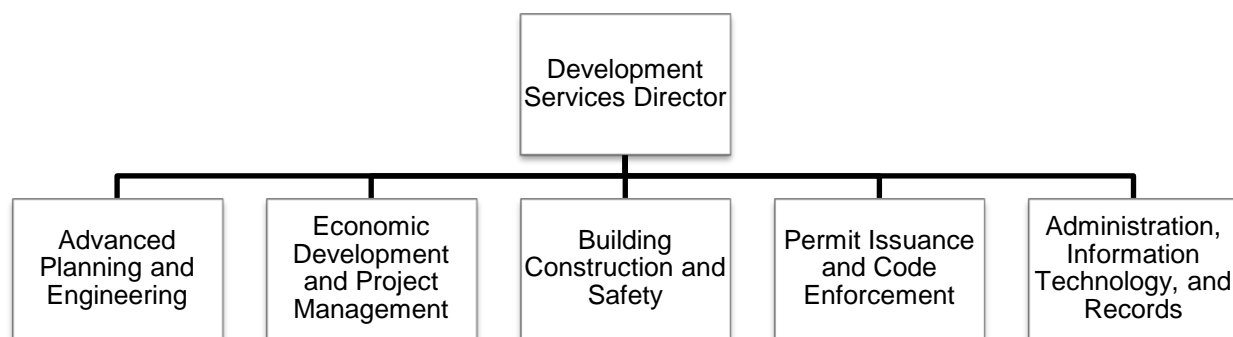 Development
Services Director
Advanced
Planning and
Engineering
Economic
Development
and Project
Management
Building
Construction and
Safety
Permit Issuance
and Code
Enforcement
Administration,
Information
Technology, and
Records